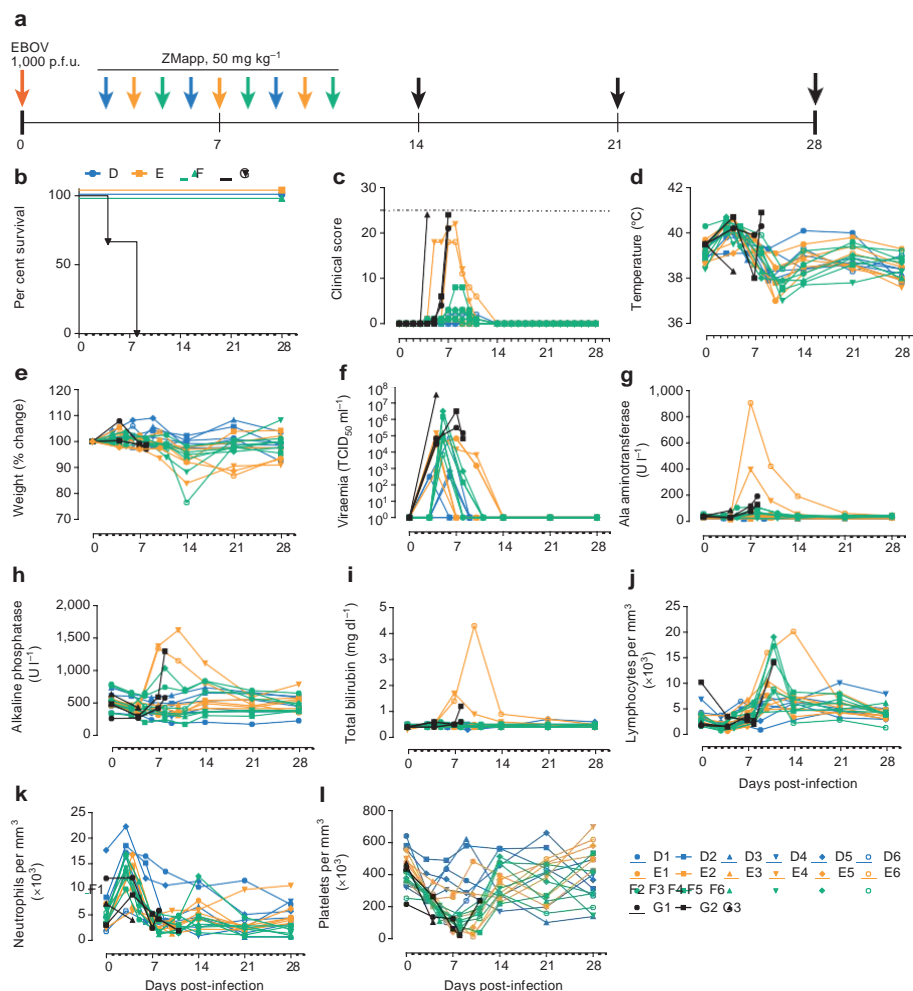 a
EBOV
1,000 p.f.u.
ZMapp, 50 mg kg⁻¹
0 7 14 21 28
b
D E F G
Per cent survival
100
50
0
0 7 14 21 28
c
Clinical score
30
20
10
0
0 7 14 21 28
d
Temperature (°C)
42
40
38
36
0 7 14 21 28
e
Weight (% change)
120
110
100
90
80
70
0 7 14 21 28
f
Viraemia (TCID₅₀ ml⁻¹)
10⁸
10⁷
10⁶
10⁵
10⁴
10³
10²
10¹
10⁰
0 7 14 21 28
g
Ala aminotransferase
(U l⁻¹)
1,000
800
600
400
200
0
0 7 14 21 28
h
Alkaline phosphatase
(U l⁻¹)
2,000
1,500
1,000
500
0
0 7 14 21 28
i
Total bilirubin (mg dl⁻¹)
5
4
3
2
1
0
0 7 14 21 28
j
Lymphocytes per mm³
(×10³)
25
20
15
10
5
0
0 7 14 21 28
Days post-infection
k
Neutrophils per mm³
(×10³)
25
20
15
10
5
0
F1
0 7 14 21 28
Days post-infection
l
Platelets per mm³
(×10³)
800
600
400
200
0
0 7 14 21 28
Days post-infection
D1 D2 D3 D4 D5 D6
E1 E2 E3 E4 E5 E6
F2 F3 F4 F5 F6
G1 G2 G3